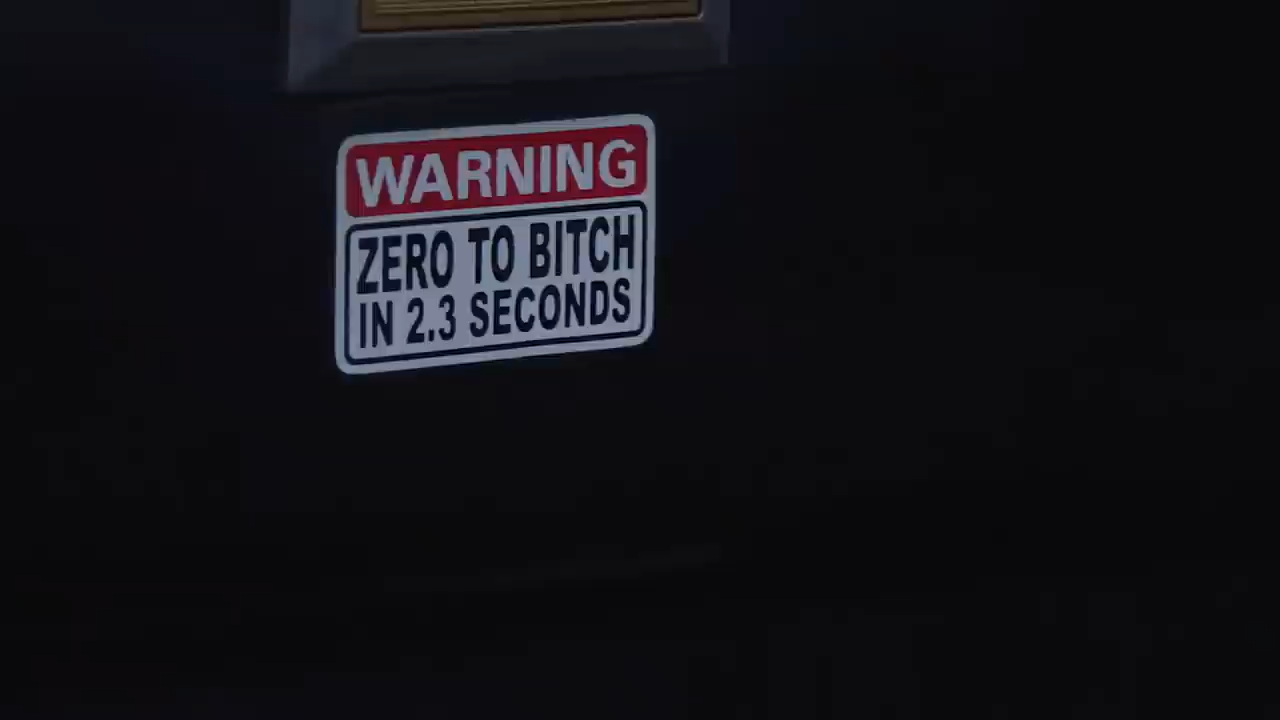 WARNING
ZERO TO BITCH
IN 2.3 SECONDS